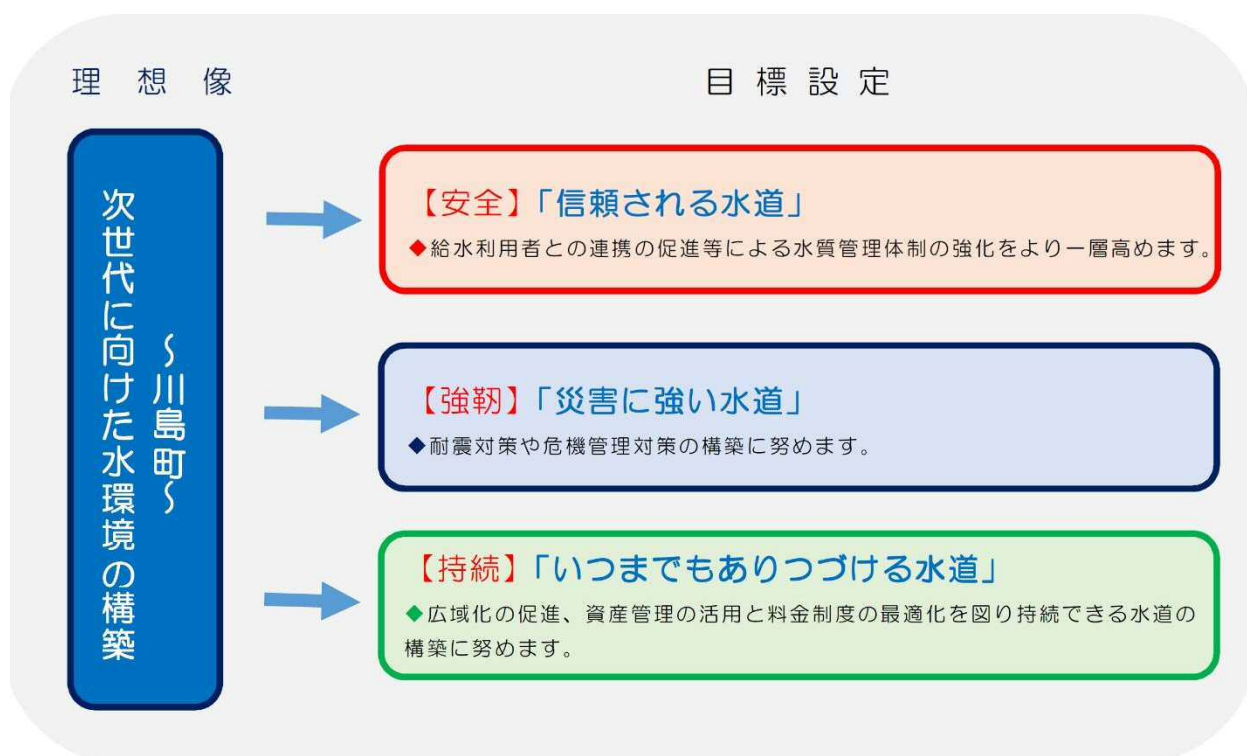 理想像
目標設定
次世代に向けた水環境の構築
～川島町～
【安全】「信頼される水道」
◆給水利用者との連携の促進等による水質管理体制の強化をより一層高めます。
【強靭】「災害に強い水道」
◆耐震対策や危機管理対策の構築に努めます。
【持続】「いつまでもありつづける水道」
◆広域化の促進、資産管理の活用と料金制度の最適化を図り持続できる水道の
構築に努めます。